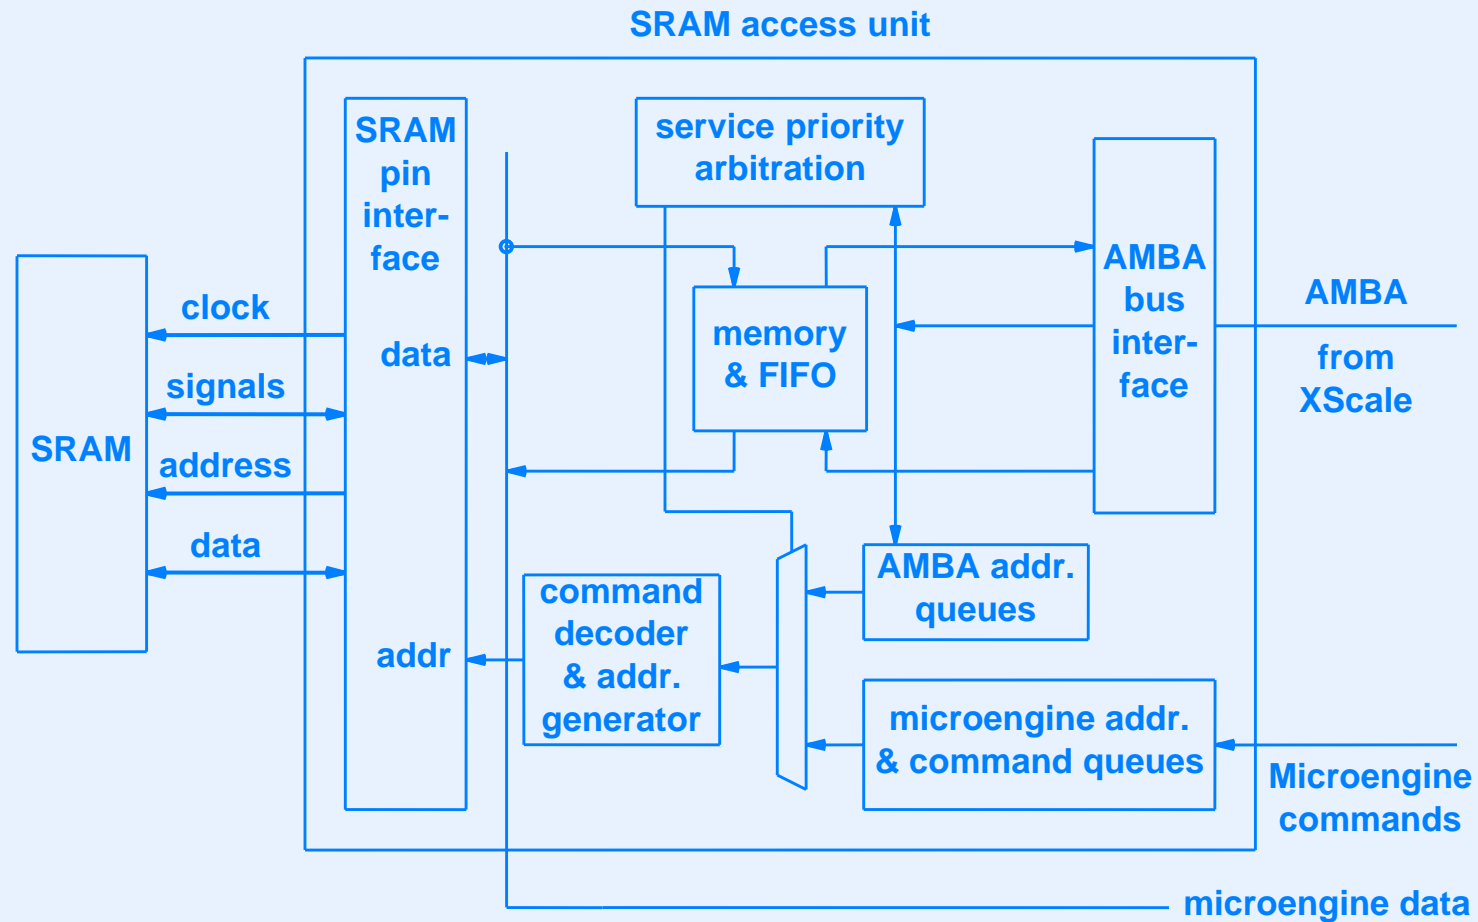 SRAM access unit
SRAM
pin
inter-
face
data
addr
service priority
arbitration
memory
& FIFO
AMBA
bus
inter-
face
AMBA
from
XScale
SRAM
clock
signals
address
data
command
decoder
& addr.
generator
AMBA addr.
queues
microengine addr.
& command queues
Microengine
commands
microengine data